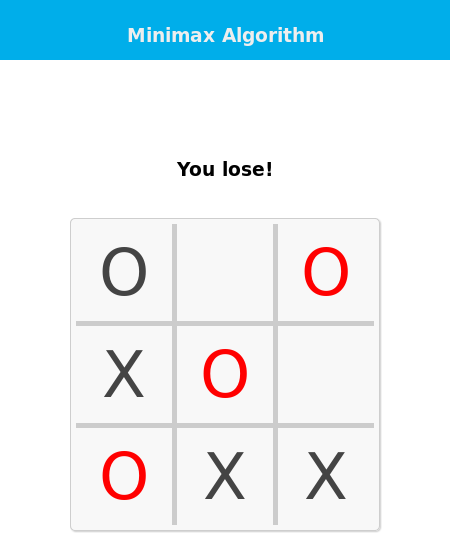 Minimax Algorithm
You lose!
O O
X O
O X X